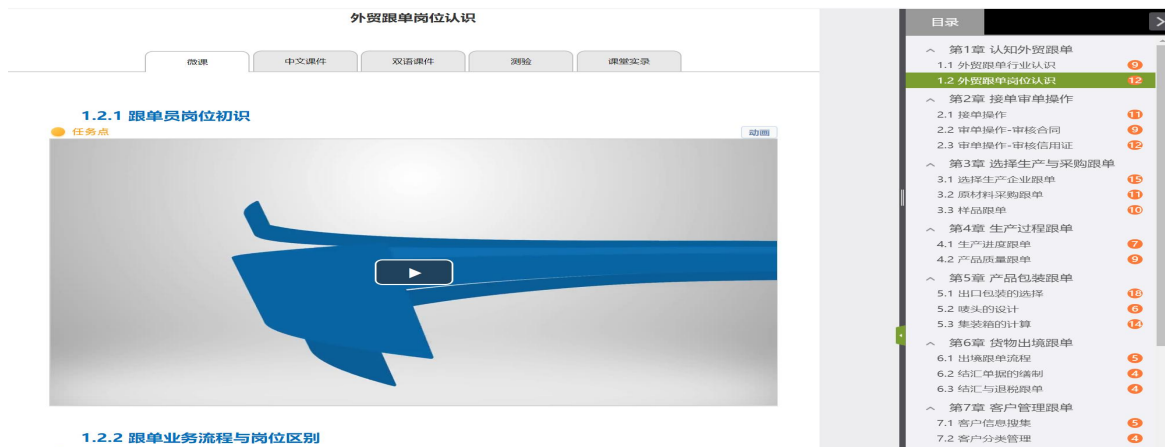 外贸跟单岗位认识
微课
中文课件
双语课件
测验
课堂实录
1.2.1 跟单员岗位初识
任务点
动画
1.2.2 跟单业务流程与岗位区别
目录
第1章 认知外贸跟单
1.1 外贸跟单行业认识 9
1.2 外贸跟单岗位认识 12
第2章 接单审单操作
2.1 接单操作 11
2.2 审单操作-审核合同 9
2.3 审单操作-审核信用证 12
第3章 选择生产与采购跟单
3.1 选择生产企业跟单 15
3.2 原材料采购跟单 11
3.3 样品跟单 10
第4章 生产过程跟单
4.1 生产进度跟单 7
4.2 产品质量跟单 9
第5章 产品包装跟单
5.1 出口包装的选择 18
5.2 唛头的设计 6
5.3 集装箱的计算 14
第6章 货物出境跟单
6.1 出境跟单流程 5
6.2 结汇单据的缮制 4
6.3 结汇与退税跟单 4
第7章 客户管理跟单
7.1 客户信息搜集 5
7.2 客户分类管理 4